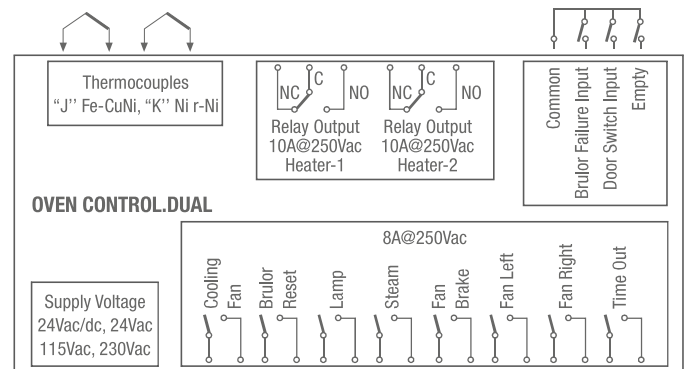 Thermocouples
“J’’ Fe-CuNi, “K’’ Ni r-Ni
NC
C
NO
Relay Output
10A@250Vac
Heater-1
NC
C
NO
Relay Output
10A@250Vac
Heater-2
Common
Brulor Failure Input
Door Switch Input
Empty
OVEN CONTROL.DUAL
8A@250Vac
Cooling
Fan
Brulor
Reset
Lamp
Steam
Fan
Brake
Fan Left
Fan Right
Time Out
Supply Voltage
24Vac/dc, 24Vac
115Vac, 230Vac